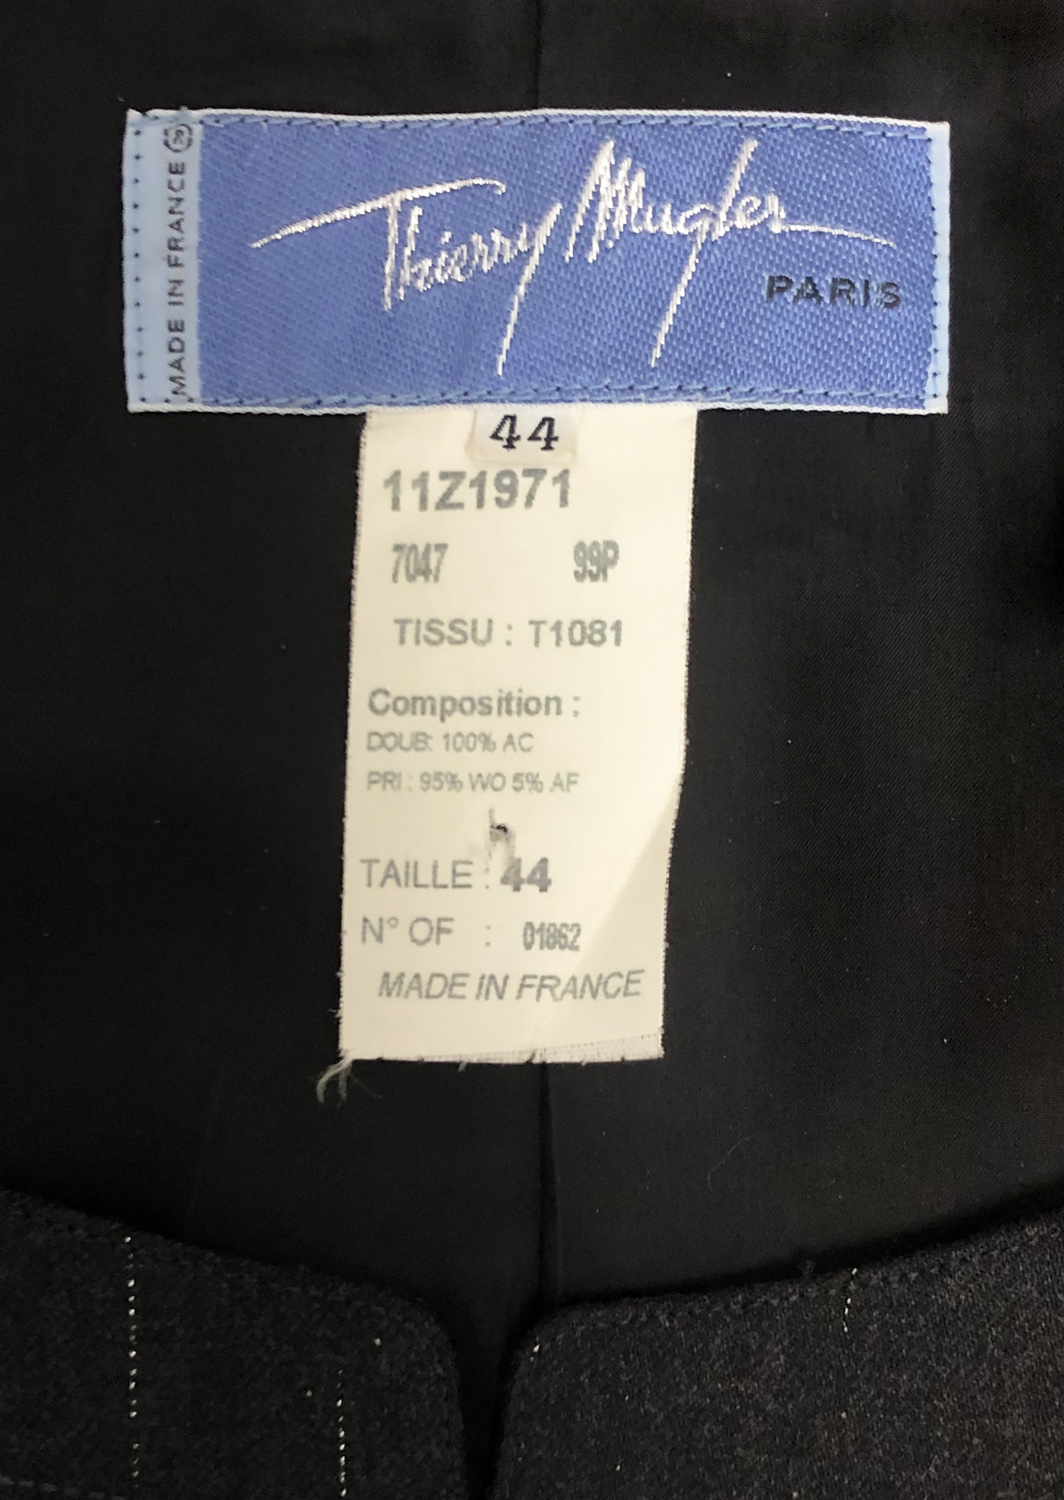 MADE IN FRANCE
Thierry Mugler
PARIS
44
11Z1971
7047 99P
TISSU : T1081
Composition :
DOUB: 100% AC
PRI : 95% WO 5% AF
TAILLE : 44
N° OF : 01862
MADE IN FRANCE